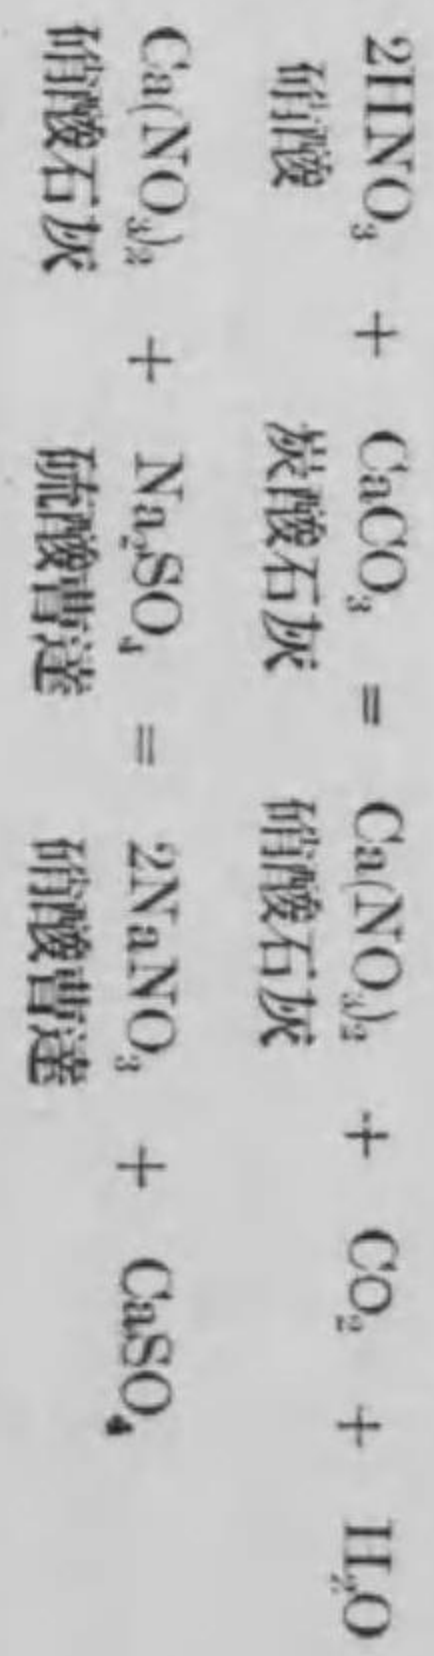 2HNO₃ + CaCO₃ = Ca(NO₃)₂ + CO₂ + H₂O
硝酸 炭酸石灰 硝酸石灰
Ca(NO₃)₂ + Na₂SO₄ = 2NaNO₃ + CaSO₄
硝酸石灰 硫酸曹達 硝酸曹達